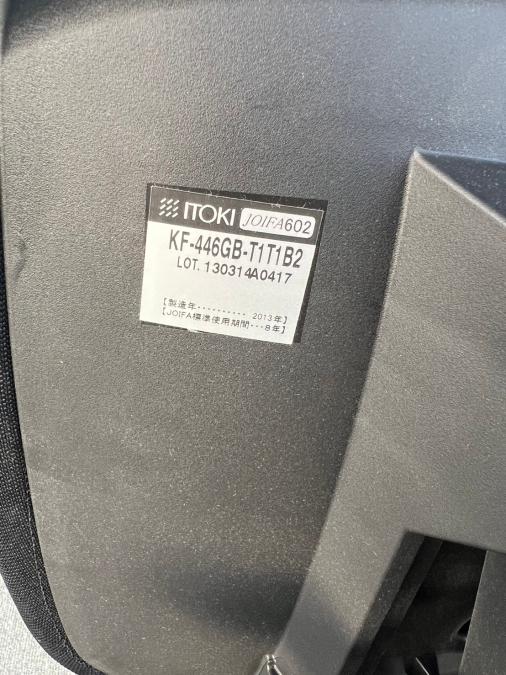 ITOKI JOIFA602
KF-446GB-T1T1B2
LOT. 130314A0417
【製造年・・・・・・・・・・ 2013年】
【JOIFA標準使用期間・・・8年】